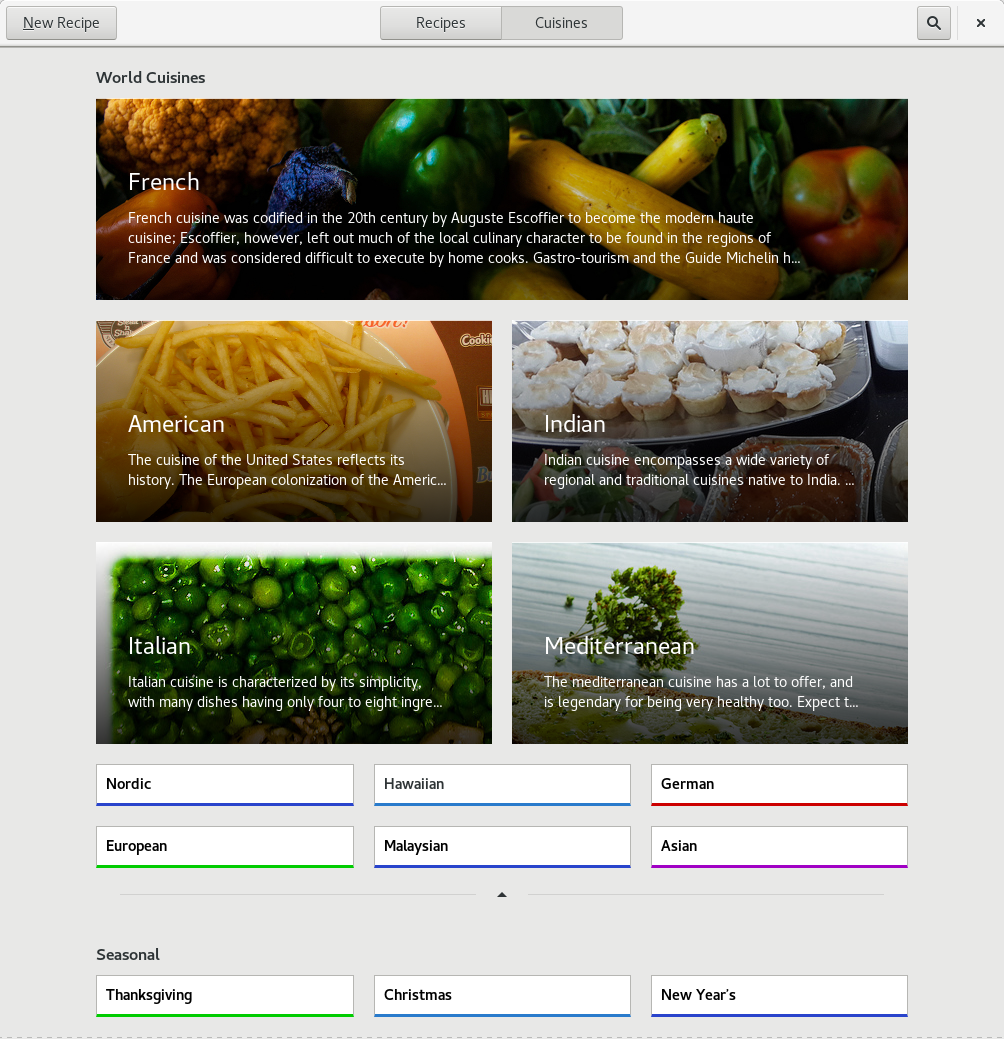 New Recipe
Recipes
Cuisines
World Cuisines
French
French cuisine was codified in the 20th century by Auguste Escoffier to become the modern haute
cuisine; Escoffier, however, left out much of the local culinary character to be found in the regions of
France and was considered difficult to execute by home cooks. Gastro-tourism and the Guide Michelin h...
Cookie
American
The cuisine of the United States reflects its
history. The European colonization of the Americ...
Indian
Indian cuisine encompasses a wide variety of
regional and traditional cuisines native to India. ...
Italian
Italian cuisine is characterized by its simplicity,
with many dishes having only four to eight ingre...
Mediterranean
The mediterranean cuisine has a lot to offer, and
is legendary for being very healthy too. Expect t...
Nordic
Hawaiian
German
European
Malaysian
Asian
Seasonal
Thanksgiving
Christmas
New Year's